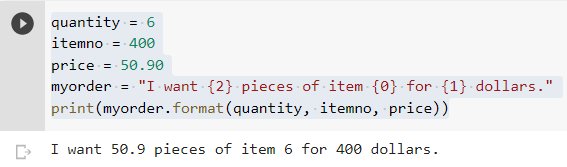 quantity = 6
itemno = 400
price = 50.90
myorder = "I want {2} pieces of item {0} for {1} dollars."
print(myorder.format(quantity, itemno, price))
I want 50.9 pieces of item 6 for 400 dollars.